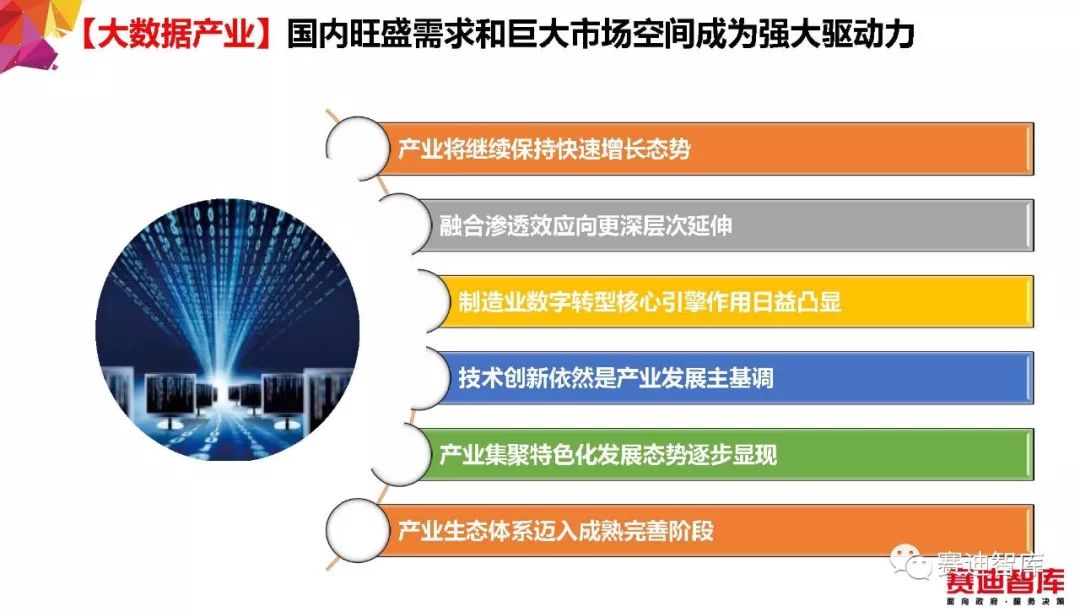 【大数据产业】国内旺盛需求和巨大市场空间成为强大驱动力
产业将继续保持快速增长态势
融合渗透效应向更深层次延伸
制造业数字转型核心引擎作用日益凸显
技术创新依然是产业发展主基调
产业集聚特色化发展态势逐步显现
产业生态体系迈入成熟完善阶段
赛迪智库
赛迪智库
面向政府·服务决策